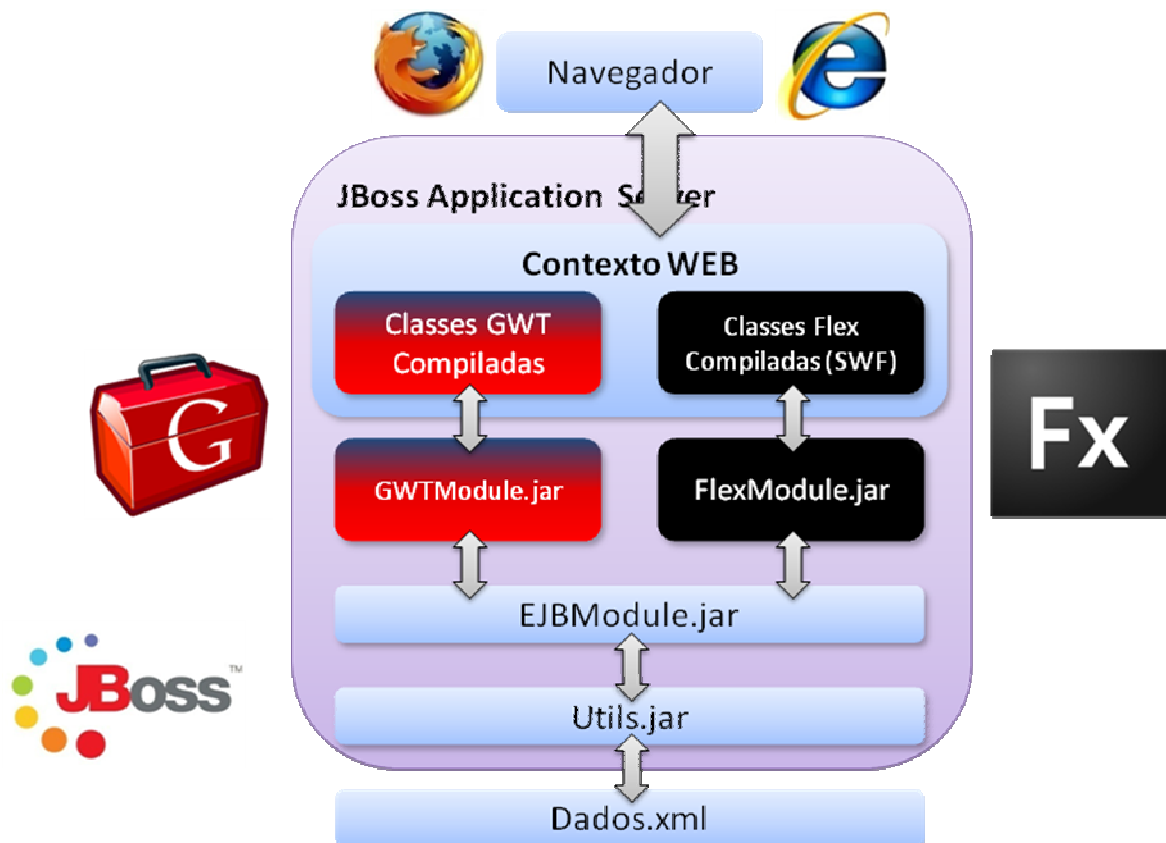 Navegador
JBoss Application Server
Contexto WEB
Classes GWT
Compiladas
Classes Flex
Compiladas (SWF)
G
Fx
GWTModule.jar
FlexModule.jar
EJBModule.jar
JBoss™
Utils.jar
Dados.xml